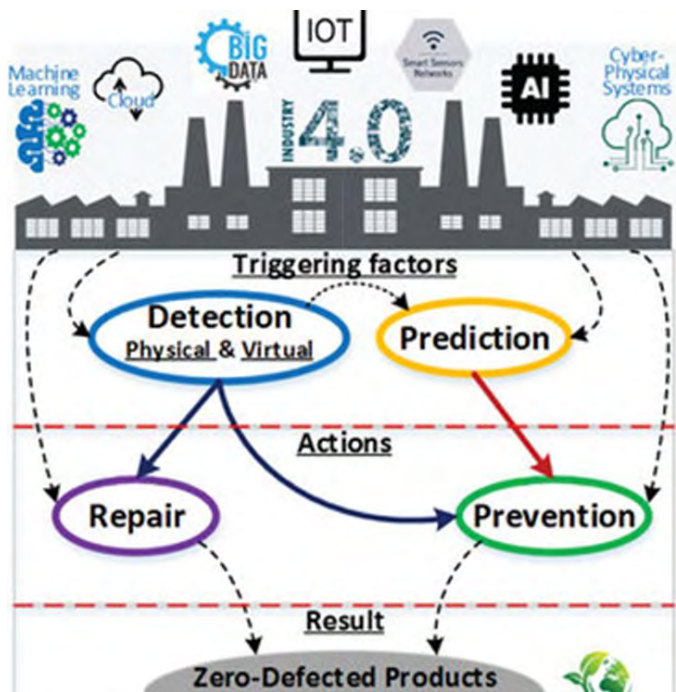 IOT
BIG
DATA
Smart Sensors
Networks
Cyber-
Physical
Systems
Machine
Learning
Cloud
AI
INDUSTRY
4.0
Triggering factors
Detection
Physical & Virtual
Prediction
Actions
Repair
Prevention
Result
Zero-Defected Products